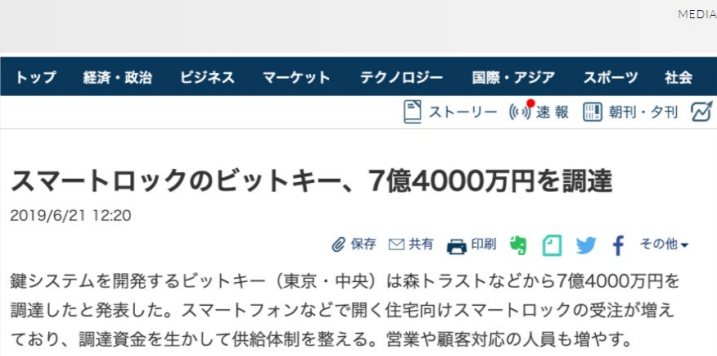 MEDIA
トップ 経済・政治 ビジネス マーケット テクノロジー 国際・アジア スポーツ 社会
ストーリー 速報 朝刊・夕刊
スマートロックのビットキー、7億4000万円を調達
2019/6/21 12:20
保存 共有 印刷 その他
鍵システムを開発するビットキー（東京・中央）は森トラストなどから7億4000万円を
調達したと発表した。スマートフォンなどで開く住宅向けスマートロックの受注が増え
ており、調達資金を生かして供給体制を整える。営業や顧客対応の人員も増やす。